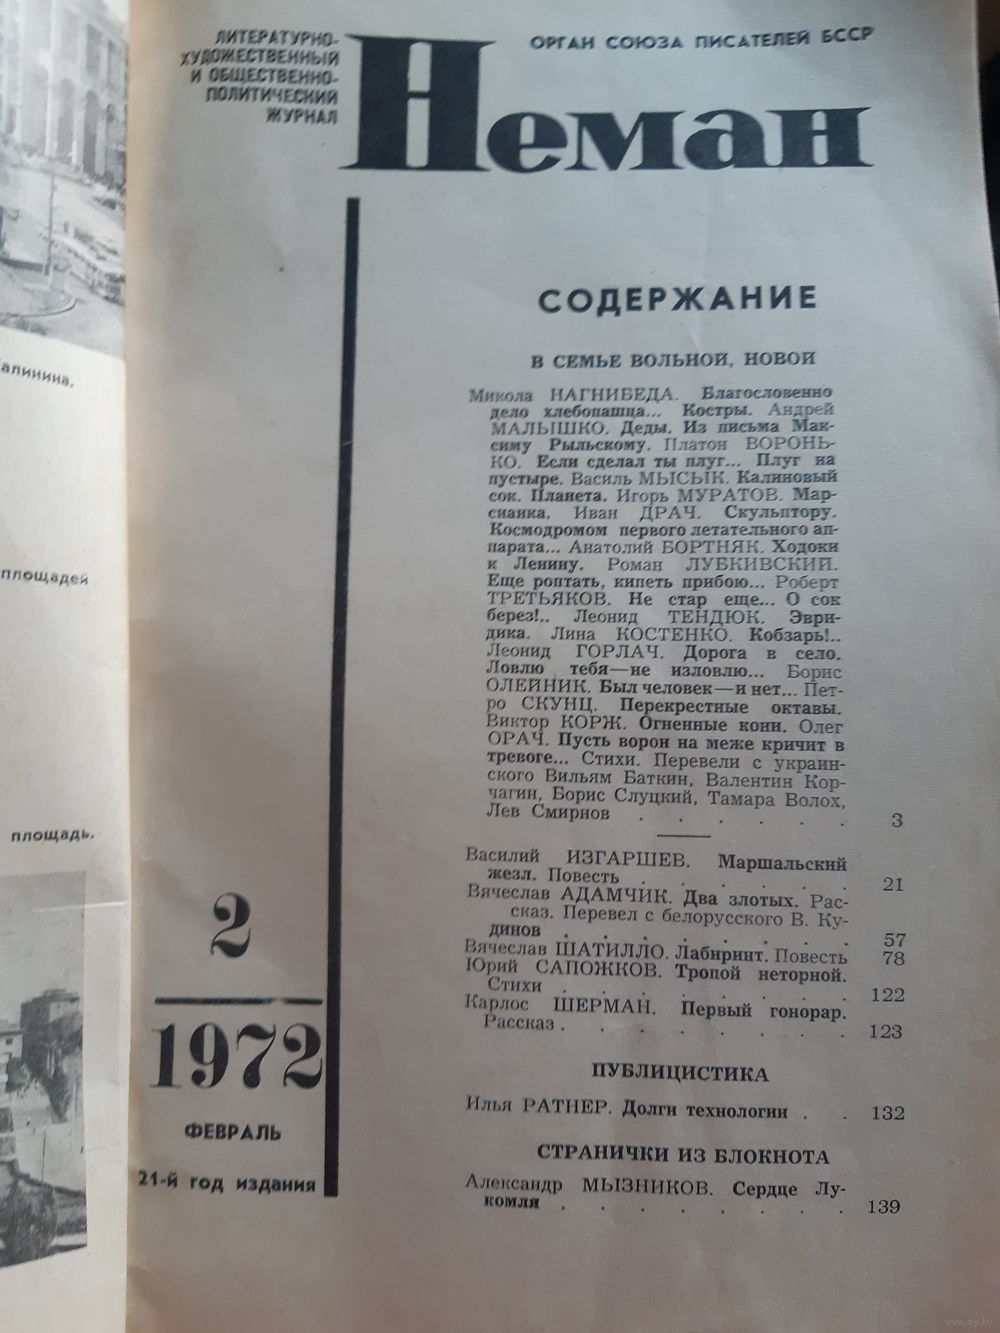 ЛИТЕРАТУРНО-
ХУДОЖЕСТВЕННЫЙ
И ОБЩЕСТВЕННО-
ПОЛИТИЧЕСКИЙ
ЖУРНАЛ
ОРГАН СОЮЗА ПИСАТЕЛЕЙ БССР
Неман
СОДЕРЖАНИЕ
В СЕМЬЕ ВОЛЬНОЙ, НОВОЙ
Микола НАГНИБЕДА. Благословенно
дело хлебопашца... Костры. Андрей
МАЛЫШКО. Деды. Из письма Мак-
симу Рыльскому. Платон ВОРОНЬ-
КО. Если сделал ты плуг... Плуг на
пустыре. Василь МЫСЫК. Калиновый
сок. Планета. Игорь МУРАТОВ. Мар-
сианка. Иван ДРАЧ. Скульптору.
Космодромом первого летательного ап-
парата... Анатолий БОРТНЯК. Ходоки
к Ленину. Роман ЛУБКИВСКИЙ.
Еще роптать, кипеть прибою... Роберт
ТРЕТЬЯКОВ. Не стар еще... О сок
берез!.. Леонид ТЕНДЮК. Эври-
дика. Лина КОСТЕНКО. Кобзарь!..
Леонид ГОРЛАЧ. Дорога в село.
Ловлю тебя—не изловлю... Борис
ОЛЕЙНИК. Был человек—и нет... Пет-
ро СКУНЦ. Перекрестные октавы.
Виктор КОРЖ. Огненные кони. Олег
ОРАЧ. Пусть ворон на меже кричит в
тревоге... Стихи. Перевели с украин-
ского Вильям Баткин, Валентин Кор-
чагин, Борис Слуцкий, Тамара Волох,
Лев Смирнов . . . . . . 3
Василий ИЗГАРШЕВ. Маршальский
жезл. Повесть . . . . . . 21
Вячеслав АДАМЧИК. Два злотых. Рас-
сказ. Перевел с белорусского В. Ку-
динов . . . . . . . . 57
Вячеслав ШАТИЛЛО. Лабиринт. Повесть 78
Юрий САПОЖКОВ. Тропой неторной.
Стихи . . . . . . . . 122
Карлос ШЕРМАН. Первый гонорар.
Рассказ . . . . . . . . 123
ПУБЛИЦИСТИКА
Илья РАТНЕР. Долги технологии . . 132
СТРАНИЧКИ ИЗ БЛОКНОТА
Александр МЫЗНИКОВ. Сердце Лу-
комля . . . . . . . . 139
2
1972
ФЕВРАЛЬ
21-й год издания
алинина.
площадей
площадь.
www.ay.by